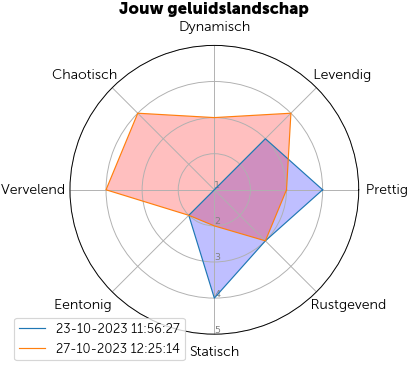 Jouw geluidslandschap
Dynamisch
Chaotisch
Levendig
Vervelend
1
Prettig
2
3
4
Eentonig
Rustgevend
5
23-10-2023 11:56:27
27-10-2023 12:25:14
Statisch